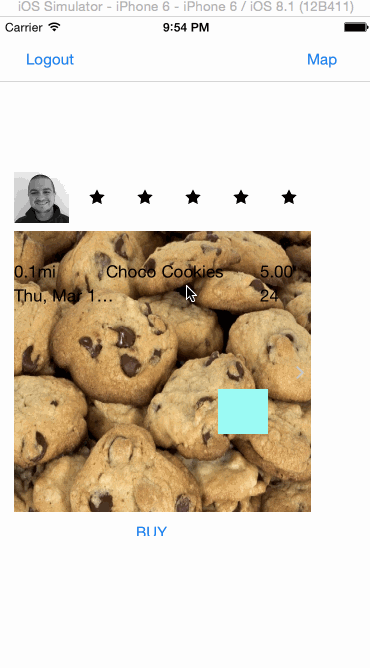 iOS Simulator - iPhone 6 - iPhone 6 / iOS 8.1 (12B411)
Carrier 9:54 PM
Logout Map
0.1mi Choco Cookies 5.00
Thu, Mar 1… 24
BUY